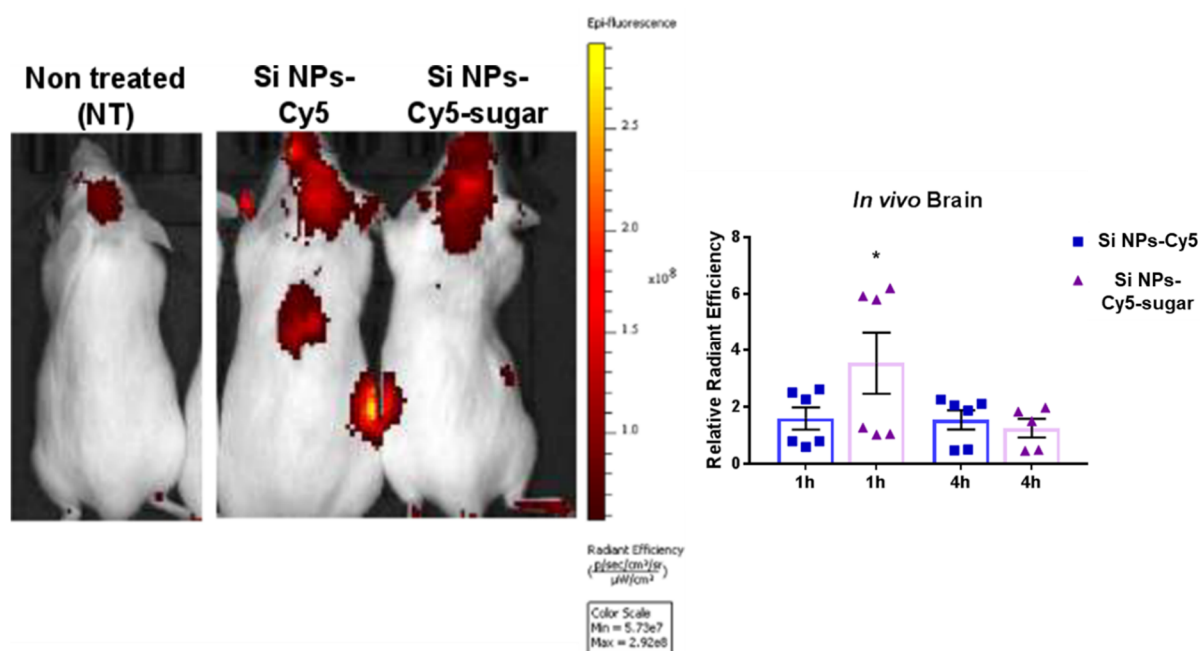 Non treated
(NT)
Si NPs-
Cy5
Si NPs-
Cy5-sugar
Epi-fluorescence
2.5
2.0
x10⁸
1.5
1.0
Radiant Efficiency
(p/sec/cm²/sr
µW/cm²)
Color Scale
Min = 5.73e7
Max = 2.92e8
In vivo Brain
Relative Radiant Efficiency
8
6
4
2
0
*
1h
1h
4h
4h
Si NPs-Cy5
Si NPs-
Cy5-sugar